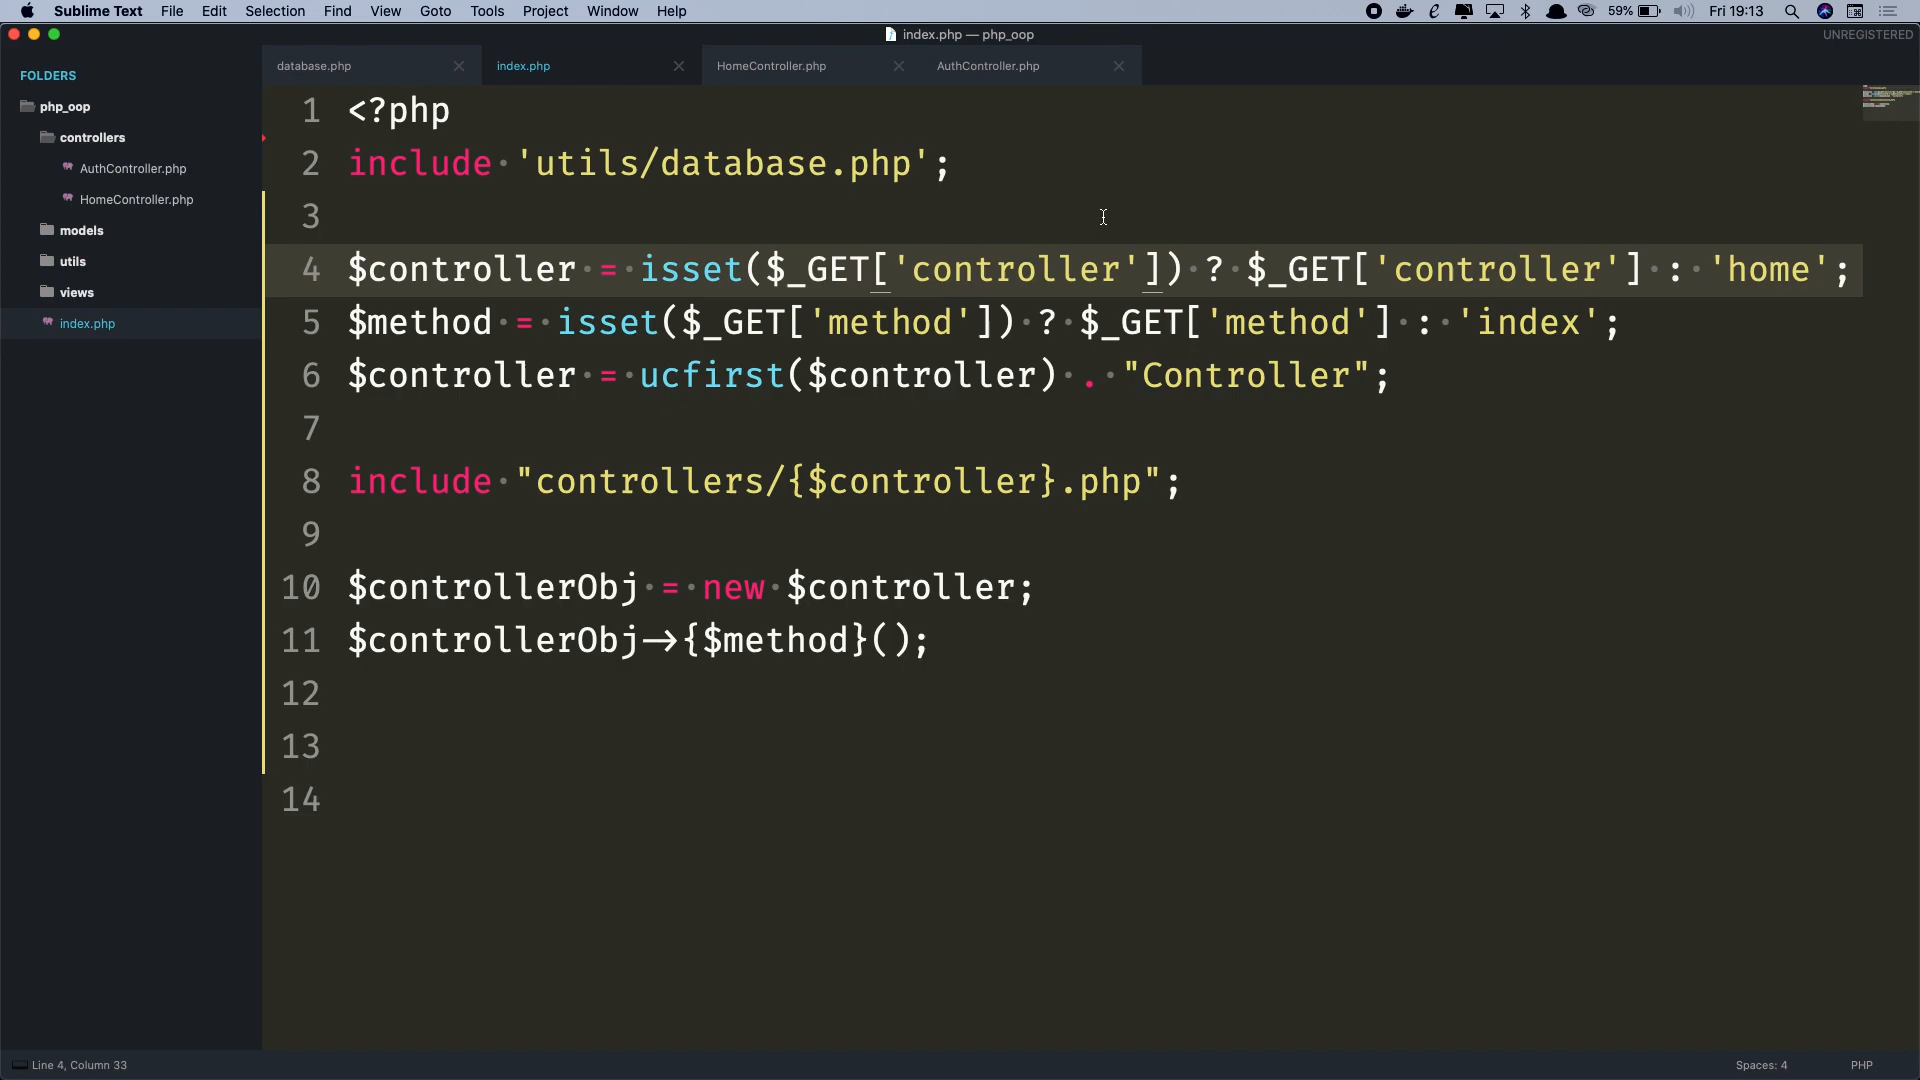 Sublime Text File Edit Selection Find View Goto Tools Project Window Help 59% Fri 19:13
index.php — php_oop UNREGISTERED
FOLDERS
php_oop
controllers
AuthController.php
HomeController.php
models
utils
views
index.php
database.php index.php HomeController.php AuthController.php
1 <?php
2 include 'utils/database.php';
3
4 $controller = isset($_GET['controller']) ? $_GET['controller'] : 'home';
5 $method = isset($_GET['method']) ? $_GET['method'] : 'index';
6 $controller = ucfirst($controller) . "Controller";
7
8 include "controllers/{$controller}.php";
9
10 $controllerObj = new $controller;
11 $controllerObj->{$method}();
12
13
14
Line 4, Column 33 Spaces: 4 PHP